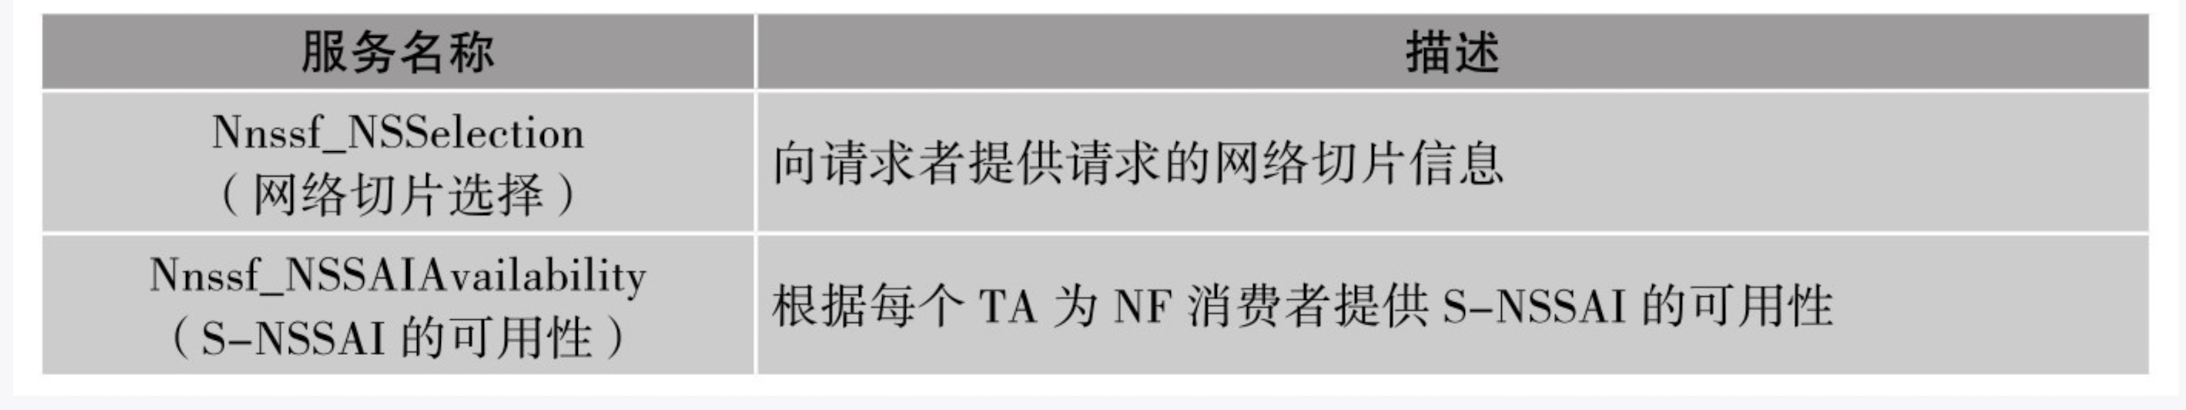 服务名称
描述
Nnssf_NSSelection
（网络切片选择）
向请求者提供请求的网络切片信息
Nnssf_NSSAIAvailability
（S-NSSAI 的可用性）
根据每个 TA 为 NF 消费者提供 S-NSSAI 的可用性